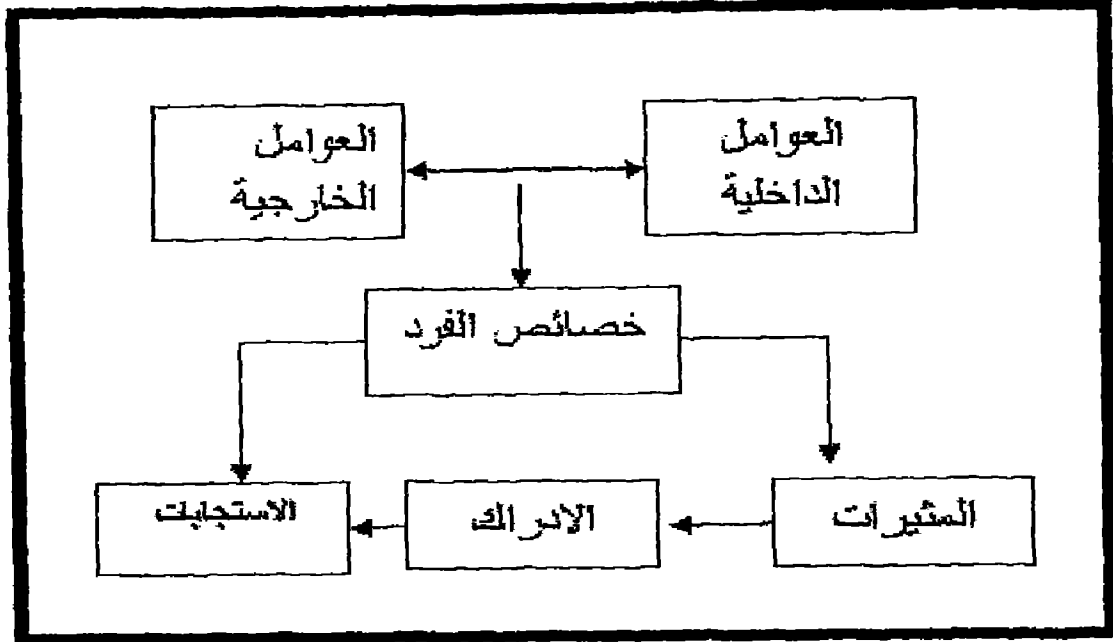 العوامل
الداخلية
العوامل
الخارجية
خصائص الفرد
المثيرات
الادراك
الاستجابات